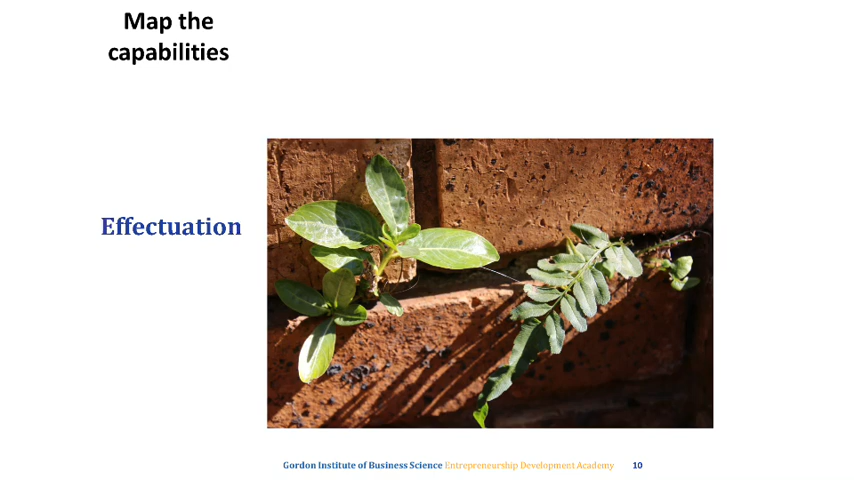 Map the
capabilities
Effectuation
Gordon Institute of Business Science Entrepreneurship Development Academy 10